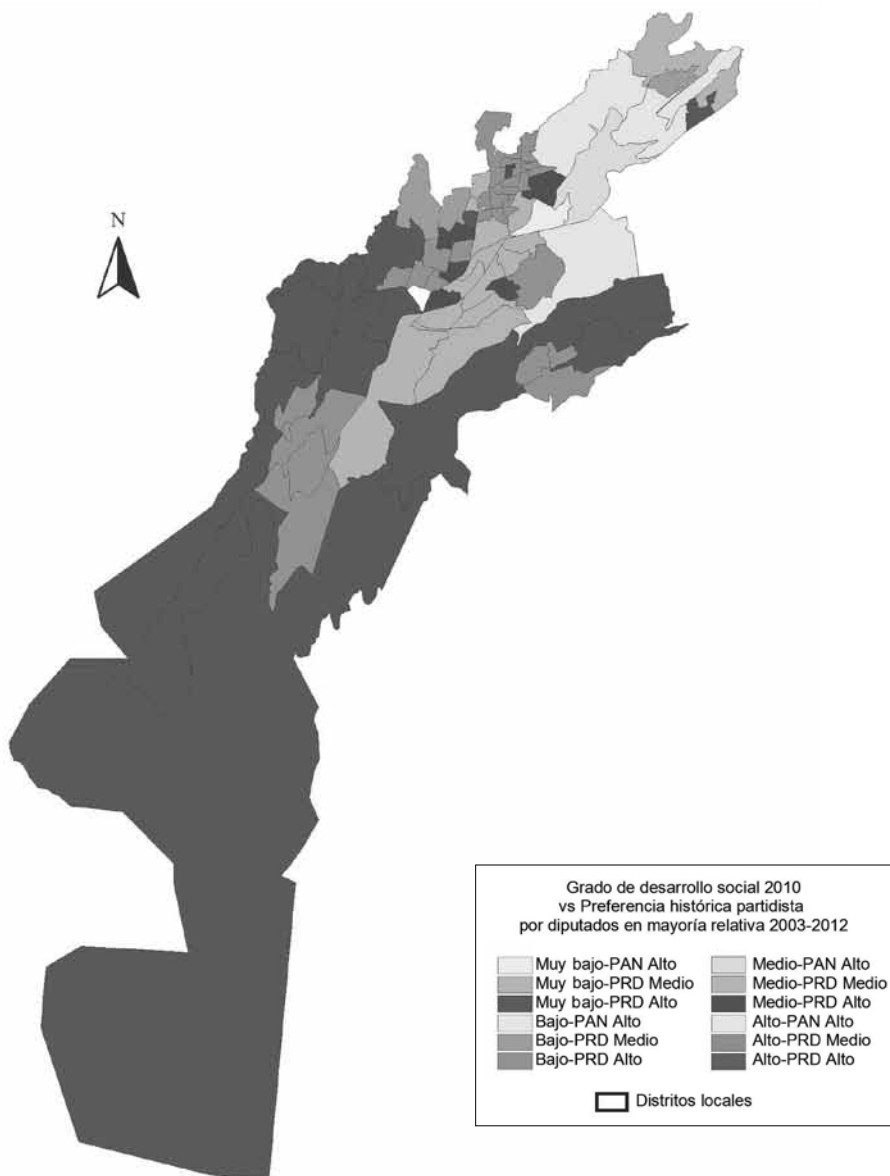 N
Grado de desarrollo social 2010
vs Preferencia histórica partidista
por diputados en mayoría relativa 2003-2012
Muy bajo-PAN Alto
Muy bajo-PRD Medio
Muy bajo-PRD Alto
Bajo-PAN Alto
Bajo-PRD Medio
Bajo-PRD Alto
Medio-PAN Alto
Medio-PRD Medio
Medio-PRD Alto
Alto-PAN Alto
Alto-PRD Medio
Alto-PRD Alto
Distritos locales